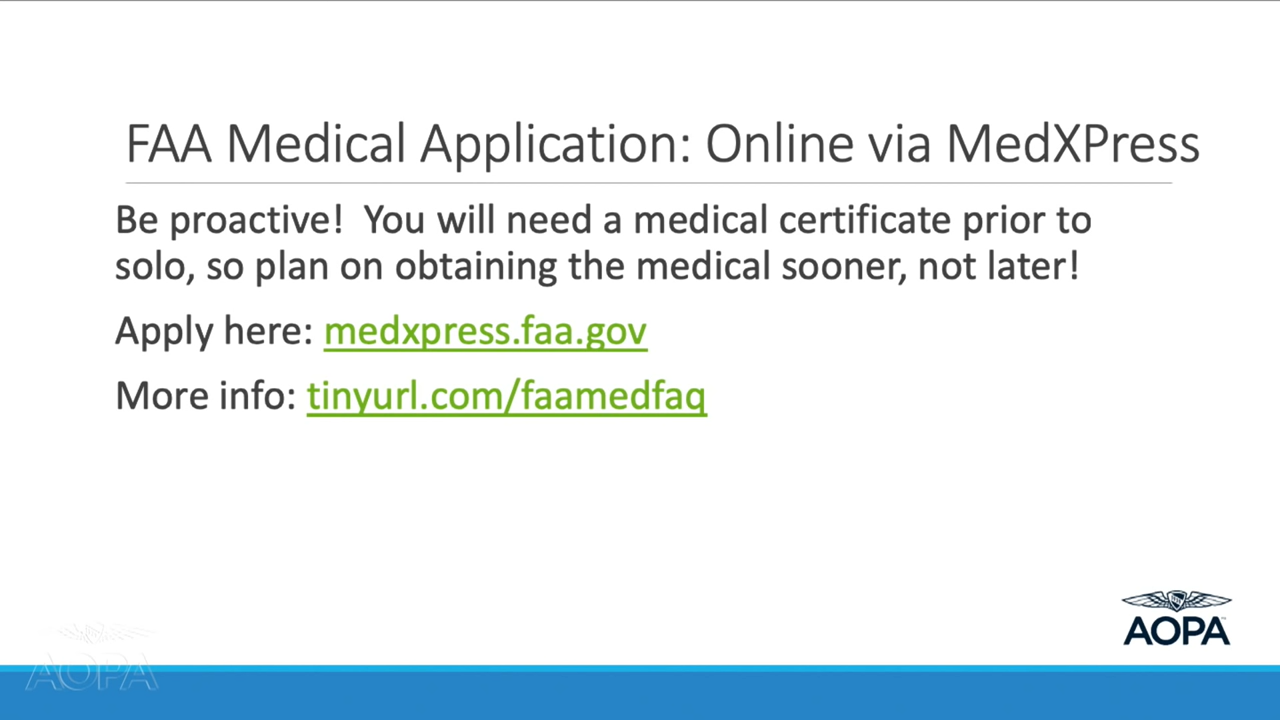 FAA Medical Application: Online via MedXPress
Be proactive!  You will need a medical certificate prior to
solo, so plan on obtaining the medical sooner, not later!
Apply here: medxpress.faa.gov
More info: tinyurl.com/faamedfaq
AOPA
AOPA